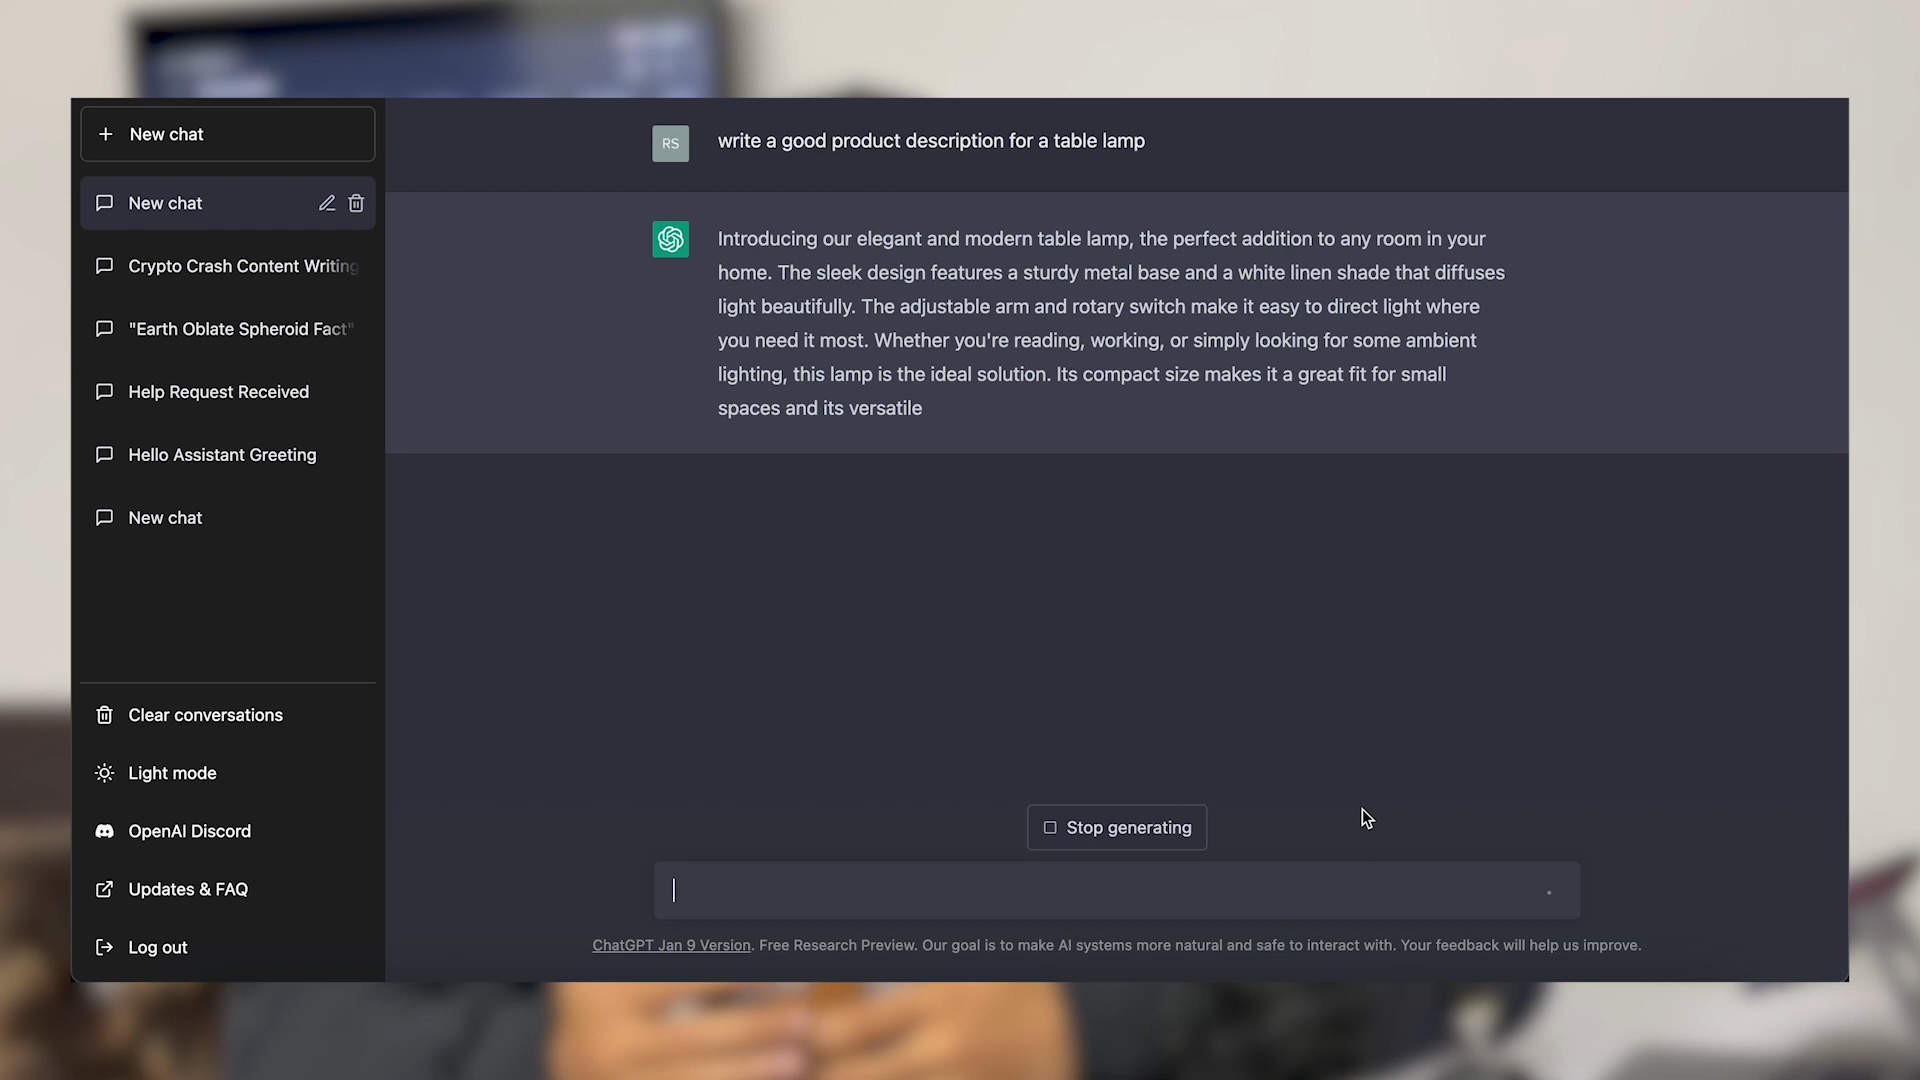 New chat
New chat
Crypto Crash Content Writing
"Earth Oblate Spheroid Fact"
Help Request Received
Hello Assistant Greeting
New chat
Clear conversations
Light mode
OpenAI Discord
Updates & FAQ
Log out
RS
write a good product description for a table lamp
Introducing our elegant and modern table lamp, the perfect addition to any room in your
home. The sleek design features a sturdy metal base and a white linen shade that diffuses
light beautifully. The adjustable arm and rotary switch make it easy to direct light where
you need it most. Whether you're reading, working, or simply looking for some ambient
lighting, this lamp is the ideal solution. Its compact size makes it a great fit for small
spaces and its versatile
Stop generating
ChatGPT Jan 9 Version. Free Research Preview. Our goal is to make AI systems more natural and safe to interact with. Your feedback will help us improve.